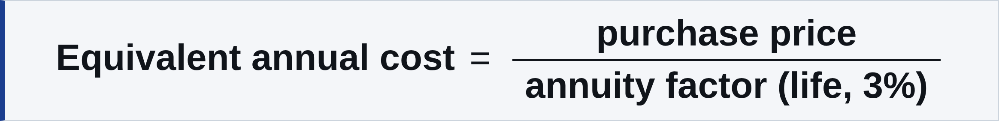 Equivalent annual cost = purchase price
annuity factor (life, 3%)